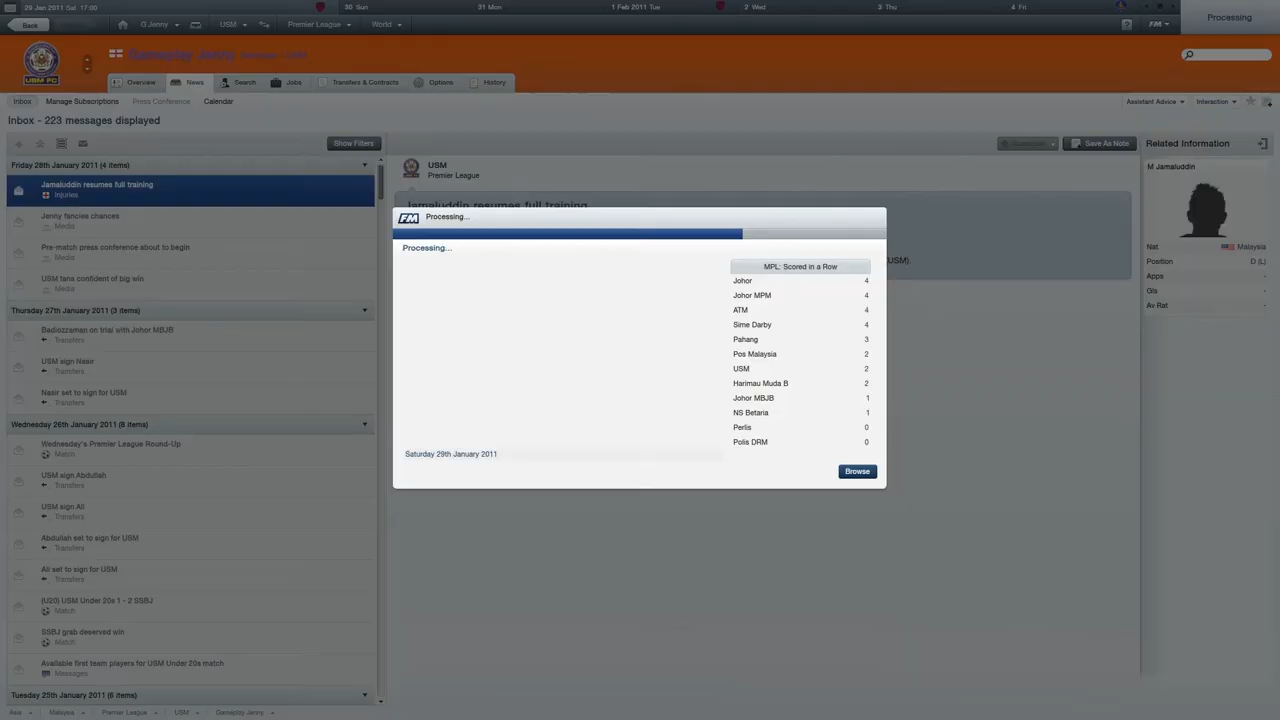 29 Jan 2011 Sat 17:00
30 Sun
31 Mon
1 Feb 2011 Tue
2 Wed
3 Thu
4 Fri
Processing
Back
G Jenny
USM
Premier League
World
FM
USM FC
Gameplay Jenny
Overview
News
Search
Jobs
Transfers & Contracts
Options
History
Inbox
Manage Subscriptions
Press Conference
Calendar
Assistant Advice
Interaction
Inbox - 223 messages displayed
Show Filters
Save As Note
Related Information
Friday 28th January 2011 (4 items)
Jamaluddin resumes full training
Injuries
Jenny fancies chances
Media
Pre-match press conference about to begin
Media
USM fans confident of big win
Media
Thursday 27th January 2011 (3 items)
Badiozzaman on trial with Johor MBJB
Transfers
USM sign Nasir
Transfers
Nasir set to sign for USM
Transfers
Wednesday 26th January 2011 (8 items)
Wednesday's Premier League Round-Up
Match
USM sign Abdullah
Transfers
USM sign Ali
Transfers
Abdullah set to sign for USM
Transfers
Ali set to sign for USM
Transfers
(U20) USM Under 20s 1 - 2 SSBJ
Match
SSBJ grab deserved win
Match
Available first team players for USM Under 20s match
Messages
Tuesday 25th January 2011 (6 items)
USM
Premier League
Jamaluddin resumes full training
(USM).
FM Processing...
Processing...
MPL: Scored in a Row
Johor 4
Johor MPM 4
ATM 4
Sime Darby 4
Pahang 3
Pos Malaysia 2
USM 2
Harimau Muda B 2
Johor MBJB 1
NS Betaria 1
Perlis 0
Polis DRM 0
Saturday 29th January 2011
Browse
M Jamaluddin
Nat Malaysia
Position D (L)
Apps -
Gls -
Av Rat -
Asia
Malaysia
Premier League
USM
Gameplay Jenny